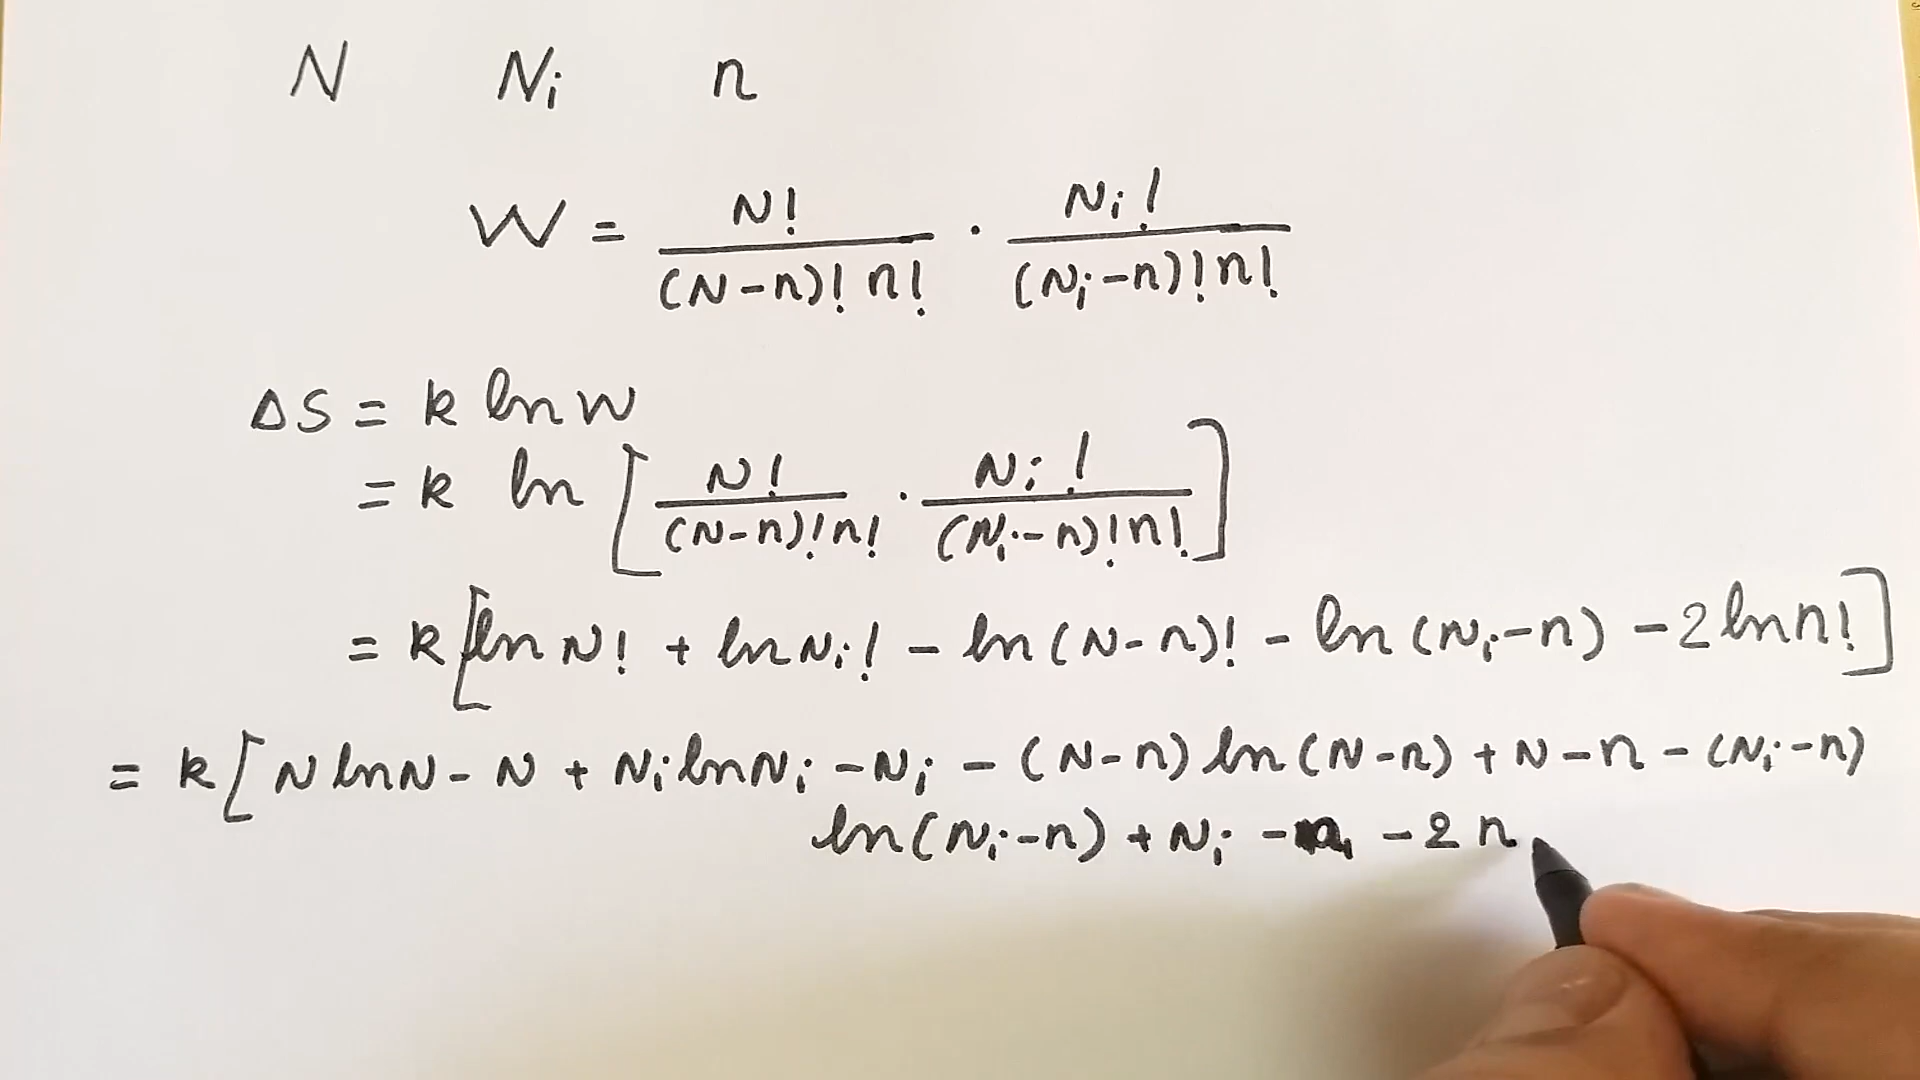 N Nᵢ n
W = N!/((N-n)! n!) · Nᵢ!/((Nᵢ-n)! n!)
ΔS = k ln W
= k ln [N!/((N-n)! n!) · Nᵢ!/((Nᵢ-n)! n!)]
= k [ln N! + ln Nᵢ! - ln (N-n)! - ln (Nᵢ-n) - 2 ln n!]
= k [N ln N - N + Nᵢ ln Nᵢ - Nᵢ - (N-n) ln (N-n) + N - n - (Nᵢ-n)
ln (Nᵢ-n) + Nᵢ - n - 2 n